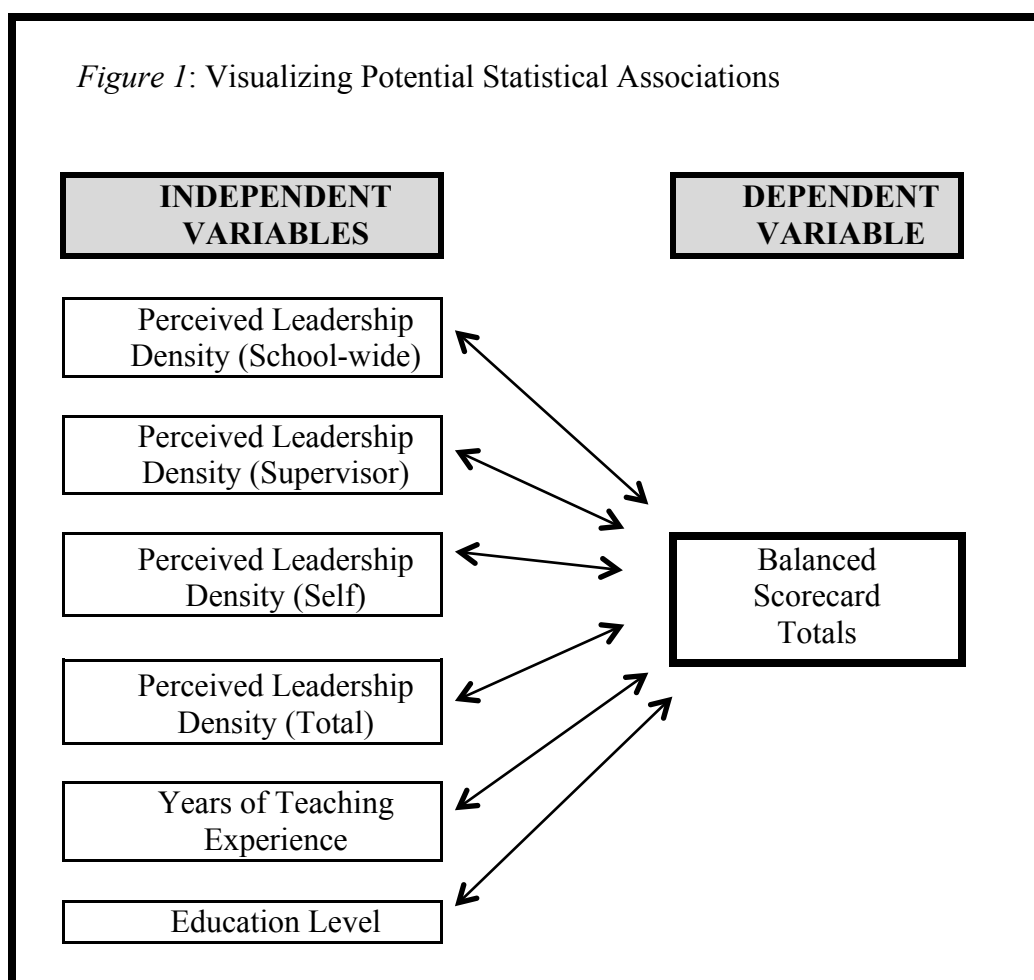 Figure 1: Visualizing Potential Statistical Associations
INDEPENDENT
VARIABLES
DEPENDENT
VARIABLE
Perceived Leadership
Density (School-wide)
Perceived Leadership
Density (Supervisor)
Perceived Leadership
Density (Self)
Perceived Leadership
Density (Total)
Years of Teaching
Experience
Education Level
Balanced
Scorecard
Totals